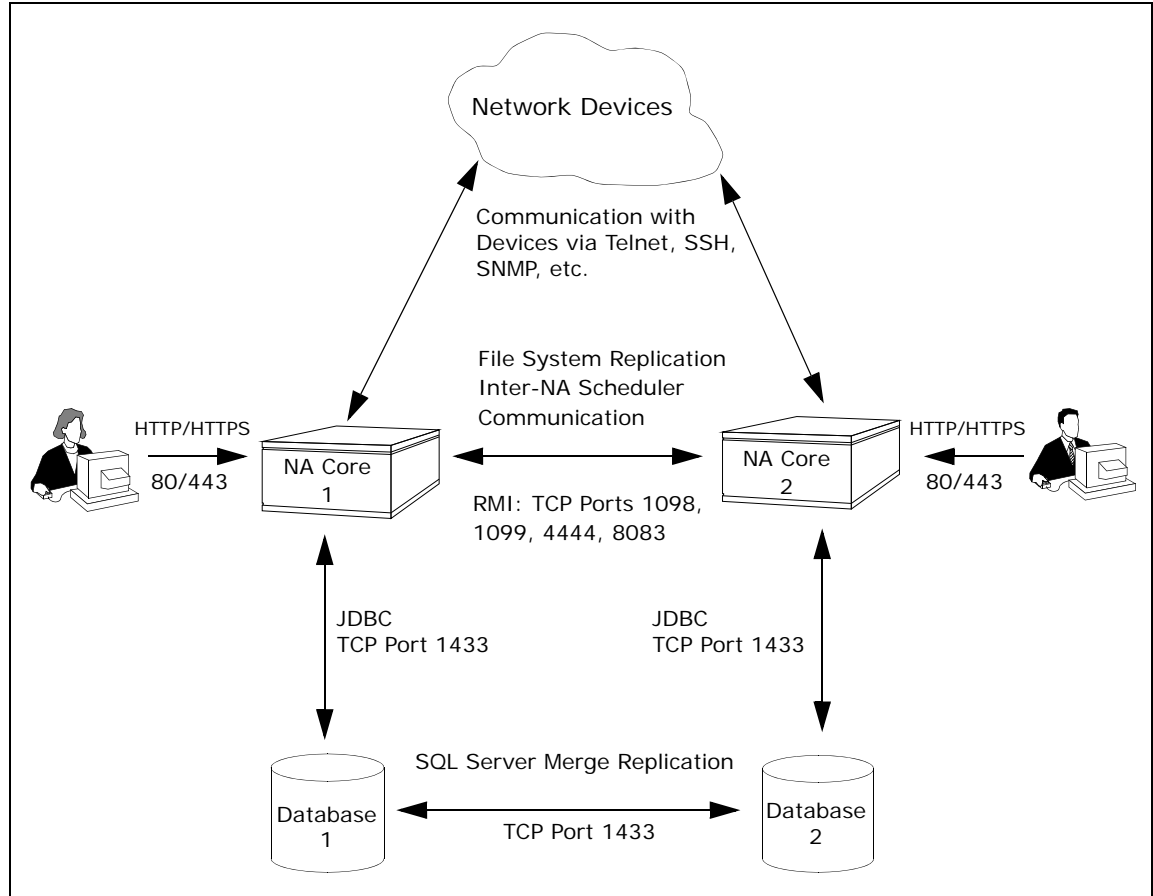 Network Devices
Communication with
Devices via Telnet, SSH,
SNMP, etc.
File System Replication
Inter-NA Scheduler
Communication
HTTP/HTTPS
80/443
NA Core
1
RMI: TCP Ports 1098,
1099, 4444, 8083
NA Core
2
HTTP/HTTPS
80/443
JDBC
TCP Port 1433
JDBC
TCP Port 1433
SQL Server Merge Replication
Database
1
TCP Port 1433
Database
2